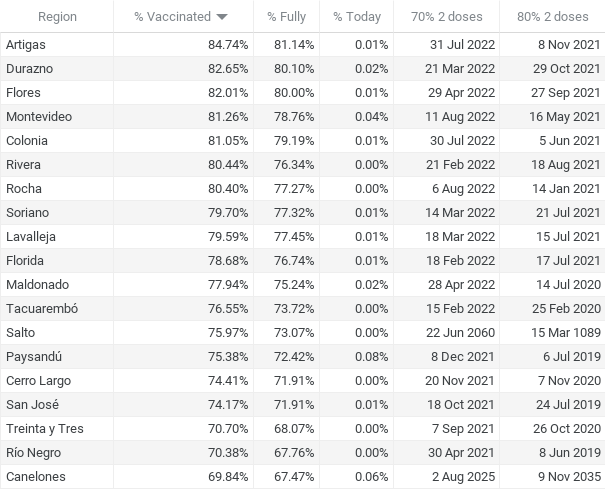 Region % Vaccinated % Fully % Today 70% 2 doses 80% 2 doses
Artigas 84.74% 81.14% 0.01% 31 Jul 2022 8 Nov 2021
Durazno 82.65% 80.10% 0.02% 21 Mar 2022 29 Oct 2021
Flores 82.01% 80.00% 0.01% 29 Apr 2022 27 Sep 2021
Montevideo 81.26% 78.76% 0.04% 11 Aug 2022 16 May 2021
Colonia 81.05% 79.19% 0.01% 30 Jul 2022 5 Jun 2021
Rivera 80.44% 76.34% 0.00% 21 Feb 2022 18 Aug 2021
Rocha 80.40% 77.27% 0.00% 6 Aug 2022 14 Jan 2021
Soriano 79.70% 77.32% 0.01% 14 Mar 2022 21 Jul 2021
Lavalleja 79.59% 77.45% 0.01% 18 Mar 2022 15 Jul 2021
Florida 78.68% 76.74% 0.01% 18 Feb 2022 17 Jul 2021
Maldonado 77.94% 75.24% 0.02% 28 Apr 2022 14 Jul 2020
Tacuarembó 76.55% 73.72% 0.00% 15 Feb 2022 25 Feb 2020
Salto 75.97% 73.07% 0.00% 22 Jun 2060 15 Mar 1089
Paysandú 75.38% 72.42% 0.08% 8 Dec 2021 6 Jul 2019
Cerro Largo 74.41% 71.91% 0.00% 20 Nov 2021 7 Nov 2020
San José 74.17% 71.91% 0.01% 18 Oct 2021 24 Jul 2019
Treinta y Tres 70.70% 68.07% 0.00% 7 Sep 2021 26 Oct 2020
Río Negro 70.38% 67.76% 0.00% 30 Apr 2021 8 Jun 2019
Canelones 69.84% 67.47% 0.06% 2 Aug 2025 9 Nov 2035